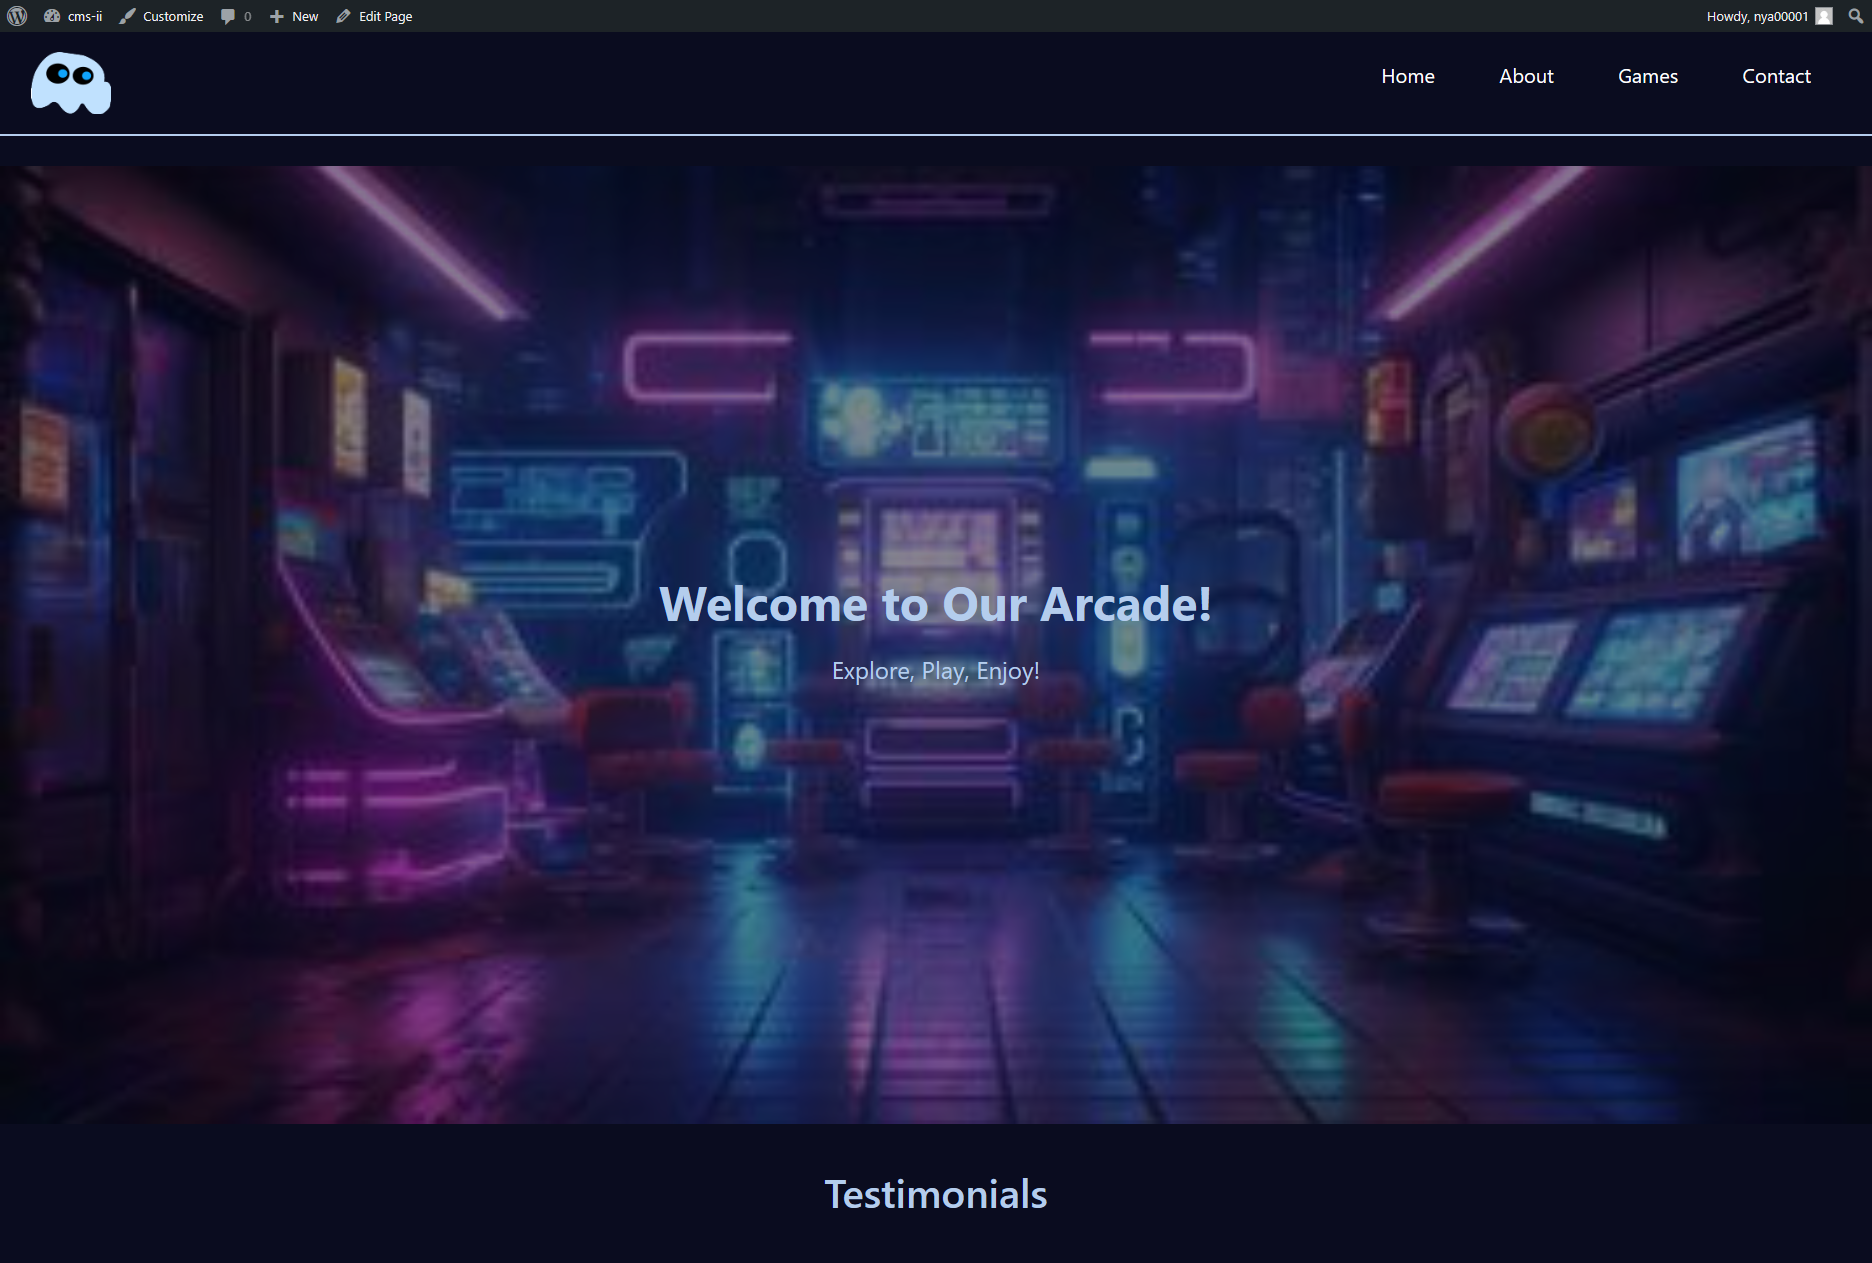 cms-ii Customize 0 New Edit Page Howdy, nya00001
Home About Games Contact
Welcome to Our Arcade!
Explore, Play, Enjoy!
Testimonials